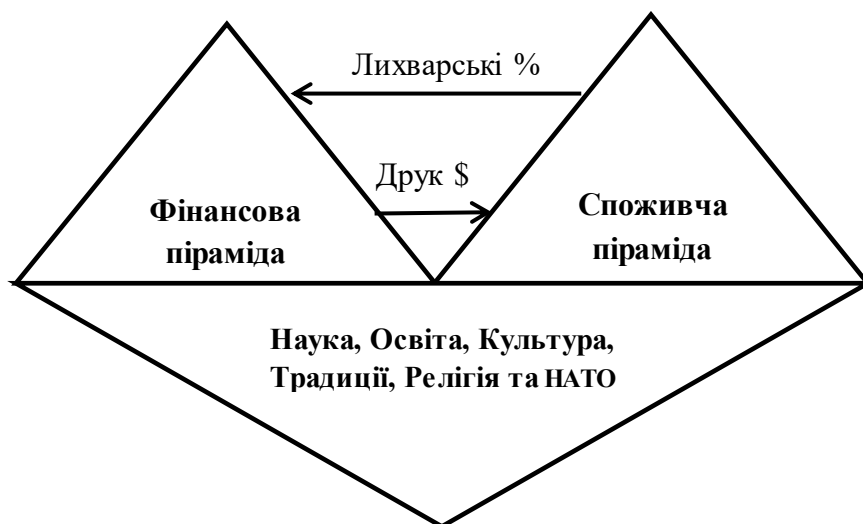 Лихварські %
Друк $
Фінансова
піраміда
Споживча
піраміда
Наука, Освіта, Культура,
Традиції, Релігія та НАТО